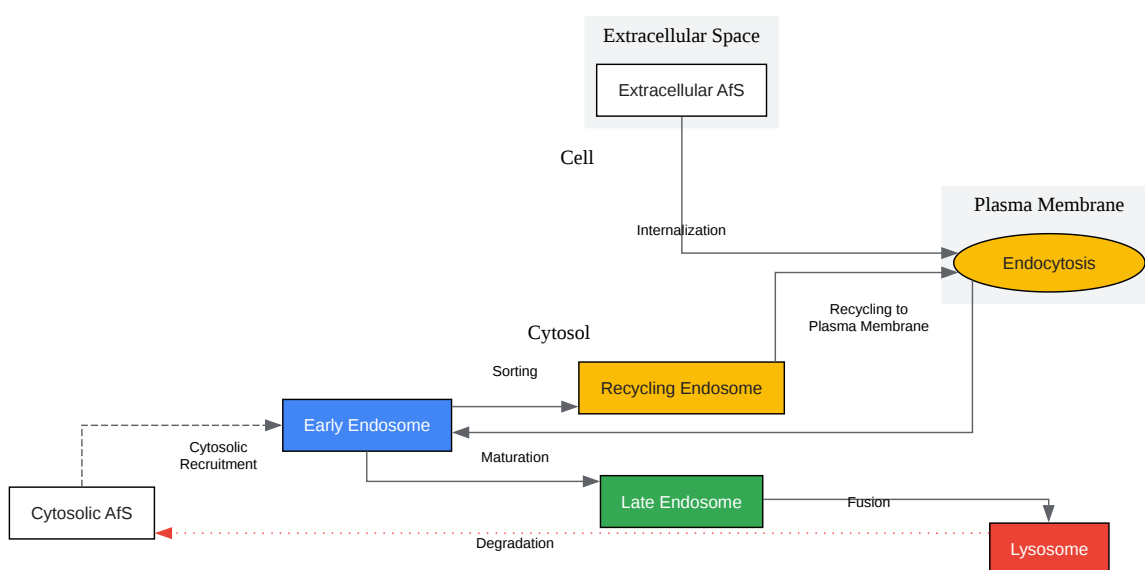 Extracellular Space
Extracellular AfS
Cell
Plasma Membrane
Internalization
Endocytosis
Recycling to
Plasma Membrane
Cytosol
Sorting
Recycling Endosome
Early Endosome
Cytosolic
Recruitment
Maturation
Late Endosome
Fusion
Cytosolic AfS
Degradation
Lysosome